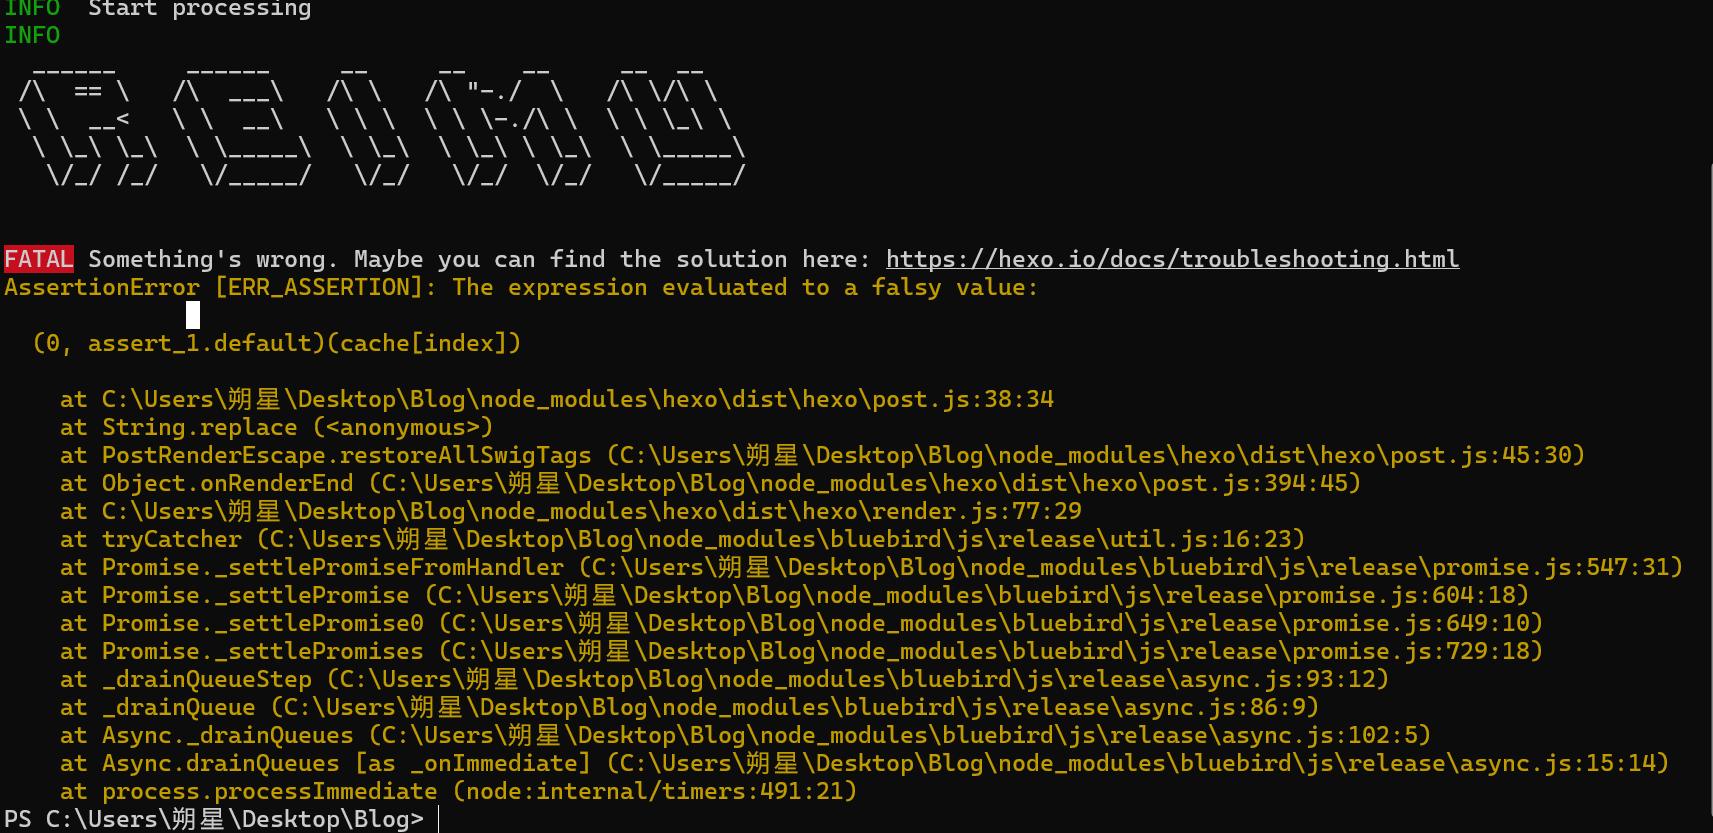 INFO  Start processing
INFO
   ______     ______     __     __    __     __  __
 /\  == \   /\  ___\   /\ \   /\ "-./  \   /\ \/\ \
 \ \  __<   \ \  __\   \ \ \  \ \ \-./\ \  \ \ \_\ \
  \ \_\ \_\  \ \_____\  \ \_\  \ \_\ \ \_\  \ \_____\
   \/_/ /_/   \/_____/   \/_/   \/_/  \/_/   \/_____/
FATAL Something's wrong. Maybe you can find the solution here: https://hexo.io/docs/troubleshooting.html
AssertionError [ERR_ASSERTION]: The expression evaluated to a falsy value:
  (0, assert_1.default)(cache[index])
    at C:\Users\朔星\Desktop\Blog\node_modules\hexo\dist\hexo\post.js:38:34
    at String.replace (<anonymous>)
    at PostRenderEscape.restoreAllSwigTags (C:\Users\朔星\Desktop\Blog\node_modules\hexo\dist\hexo\post.js:45:30)
    at Object.onRenderEnd (C:\Users\朔星\Desktop\Blog\node_modules\hexo\dist\hexo\post.js:394:45)
    at C:\Users\朔星\Desktop\Blog\node_modules\hexo\dist\hexo\render.js:77:29
    at tryCatcher (C:\Users\朔星\Desktop\Blog\node_modules\bluebird\js\release\util.js:16:23)
    at Promise._settlePromiseFromHandler (C:\Users\朔星\Desktop\Blog\node_modules\bluebird\js\release\promise.js:547:31)
    at Promise._settlePromise (C:\Users\朔星\Desktop\Blog\node_modules\bluebird\js\release\promise.js:604:18)
    at Promise._settlePromise0 (C:\Users\朔星\Desktop\Blog\node_modules\bluebird\js\release\promise.js:649:10)
    at Promise._settlePromises (C:\Users\朔星\Desktop\Blog\node_modules\bluebird\js\release\promise.js:729:18)
    at _drainQueueStep (C:\Users\朔星\Desktop\Blog\node_modules\bluebird\js\release\async.js:93:12)
    at _drainQueue (C:\Users\朔星\Desktop\Blog\node_modules\bluebird\js\release\async.js:86:9)
    at Async._drainQueues (C:\Users\朔星\Desktop\Blog\node_modules\bluebird\js\release\async.js:102:5)
    at Async.drainQueues [as _onImmediate] (C:\Users\朔星\Desktop\Blog\node_modules\bluebird\js\release\async.js:15:14)
    at process.processImmediate (node:internal/timers:491:21)
PS C:\Users\朔星\Desktop\Blog>